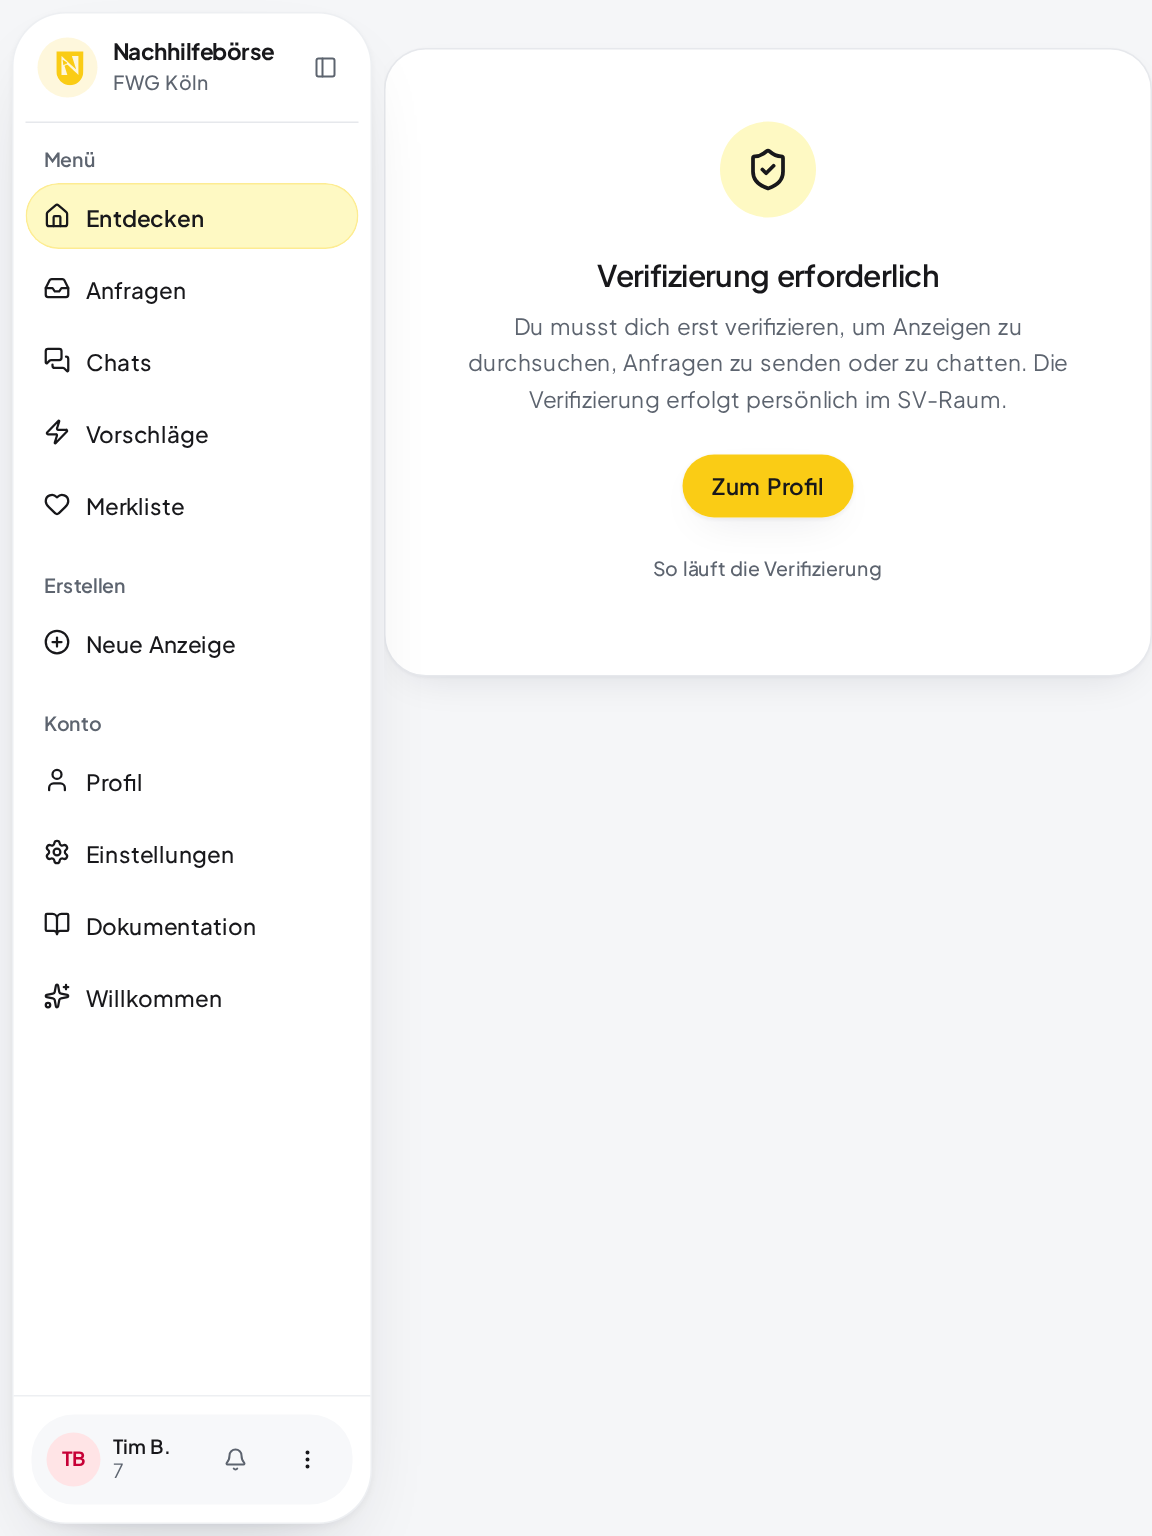 Nachhilfebörse
FWG Köln
Menü
Entdecken
Anfragen
Chats
Vorschläge
Merkliste
Erstellen
Neue Anzeige
Konto
Profil
Einstellungen
Dokumentation
Willkommen
TB
Tim B.
7
Verifizierung erforderlich
Du musst dich erst verifizieren, um Anzeigen zu
durchsuchen, Anfragen zu senden oder zu chatten. Die
Verifizierung erfolgt persönlich im SV-Raum.
Zum Profil
So läuft die Verifizierung